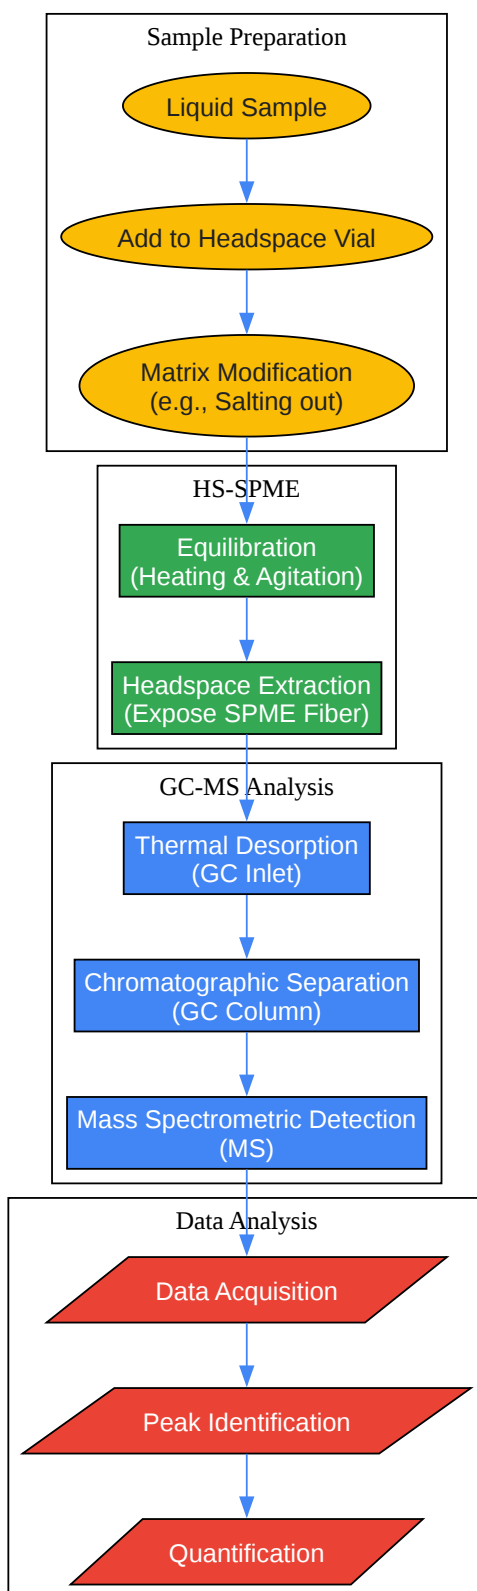 Sample Preparation
Liquid Sample
Add to Headspace Vial
Matrix Modification
(e.g., Salting out)
HS-SPME
Equilibration
(Heating & Agitation)
Headspace Extraction
(Expose SPME Fiber)
GC-MS Analysis
Thermal Desorption
(GC Inlet)
Chromatographic Separation
(GC Column)
Mass Spectrometric Detection
(MS)
Data Analysis
Data Acquisition
Peak Identification
Quantification